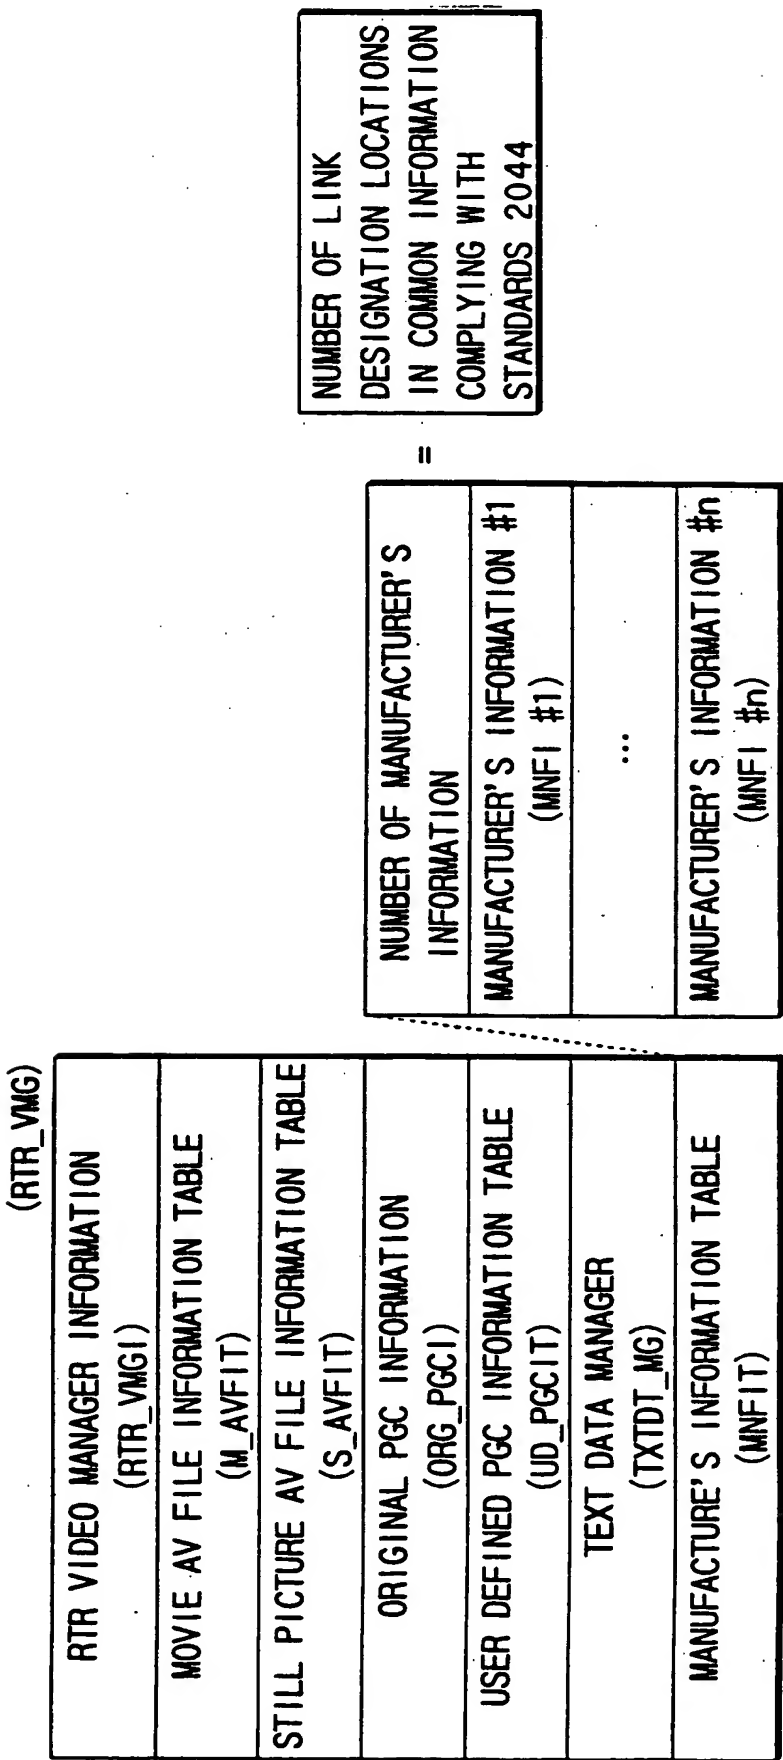 (RTR_VMG)
RTR VIDEO MANAGER INFORMATION
(RTR_VMGI)
MOVIE AV FILE INFORMATION TABLE
(M_AVFIT)
STILL PICTURE AV FILE INFORMATION TABLE
(S_AVFIT)
ORIGINAL PGC INFORMATION
(ORG_PGCI)
USER DEFINED PGC INFORMATION TABLE
(UD_PGCIT)
TEXT DATA MANAGER
(TXTDT_MG)
MANUFACTURE'S INFORMATION TABLE
(MNFIT)
NUMBER OF MANUFACTURER'S
INFORMATION
MANUFACTURER'S INFORMATION #1
(MNFI #1)
...
MANUFACTURER'S INFORMATION #n
(MNFI #n)
=
NUMBER OF LINK
DESIGNATION LOCATIONS
IN COMMON INFORMATION
COMPLYING WITH
STANDARDS 2044